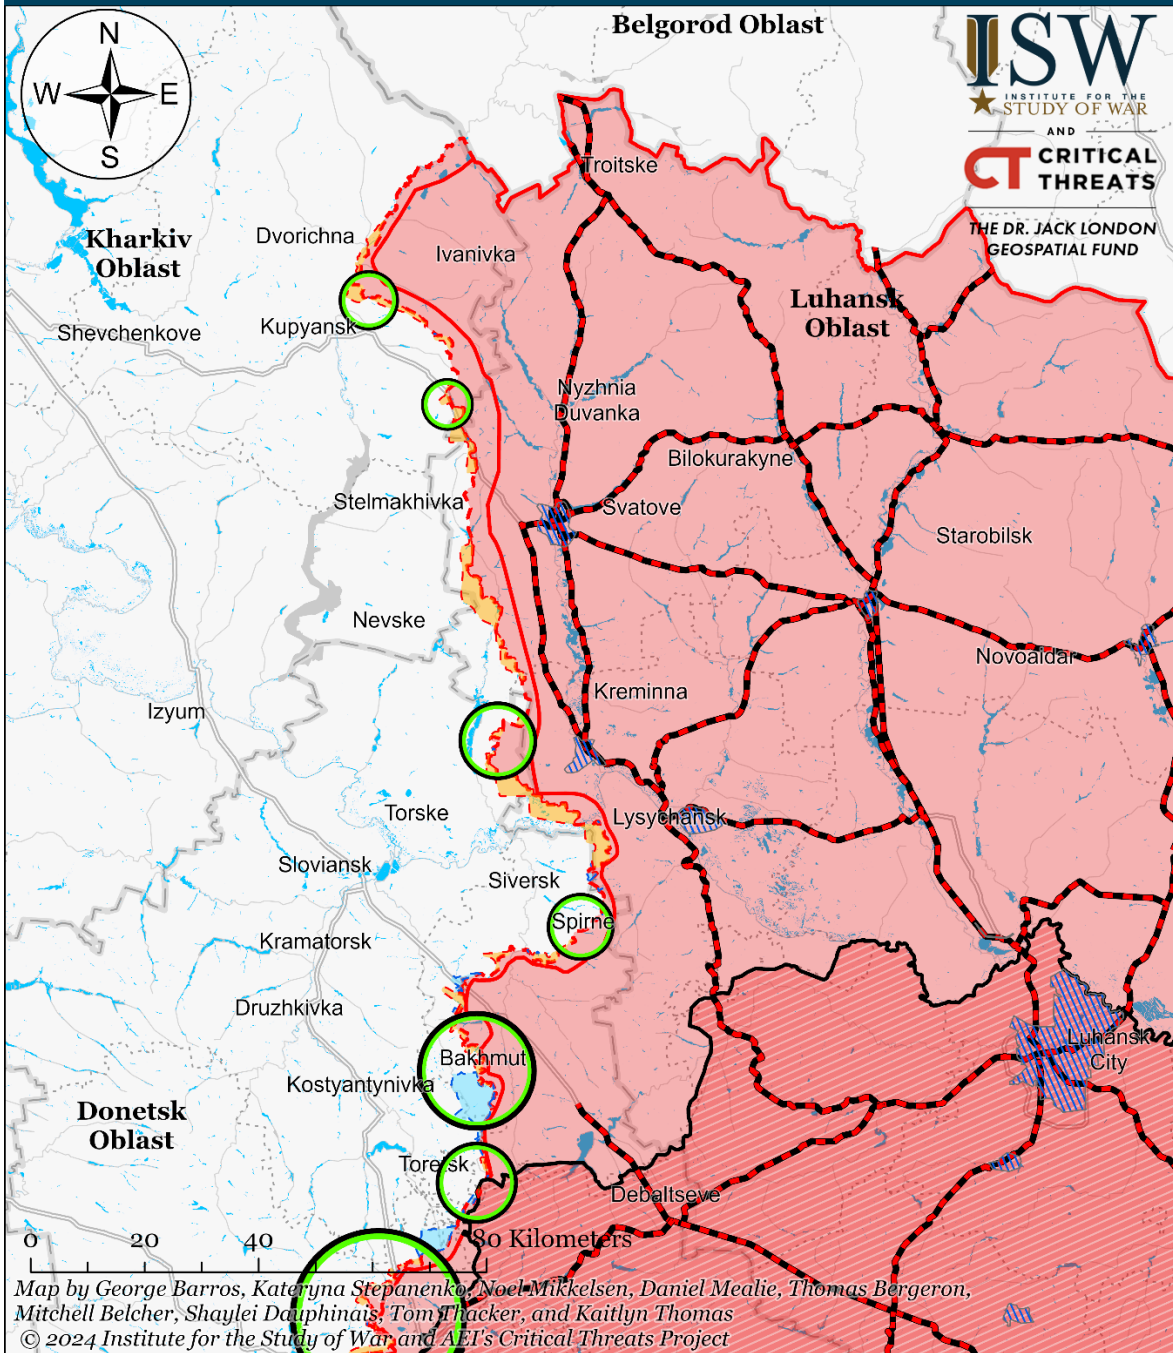 Belgorod Oblast
N
W
E
S
ISW
INSTITUTE FOR THE
STUDY OF WAR
AND
CT CRITICAL
THREATS
THE DR. JACK LONDON
GEOSPATIAL FUND
Troitske
Dvorichna
Kharkiv
Oblast
Ivanivka
Luhansk
Oblast
Kupyansk
Shevchenkove
Nyzhnia
Duvanka
Bilokurakyne
Stelmakhivka
Svatove
Starobilsk
Nevske
Novoaidar
Kreminna
Izyum
Torske
Lysychansk
Sloviansk
Siversk
Spirne
Kramatorsk
Druzhkivka
Luhansk
City
Bakhmut
Kostyantynivka
Donetsk
Oblast
Toretsk
Debaltseve
0
20
40
80 Kilometers
Map by George Barros, Kateryna Stepanenko, Noel Mikkelsen, Daniel Mealie, Thomas Bergeron,
Mitchell Belcher, Shaylei Dauphinais, Tom Thacker, and Kaitlyn Thomas
© 2024 Institute for the Study of War and AEI's Critical Threats Project